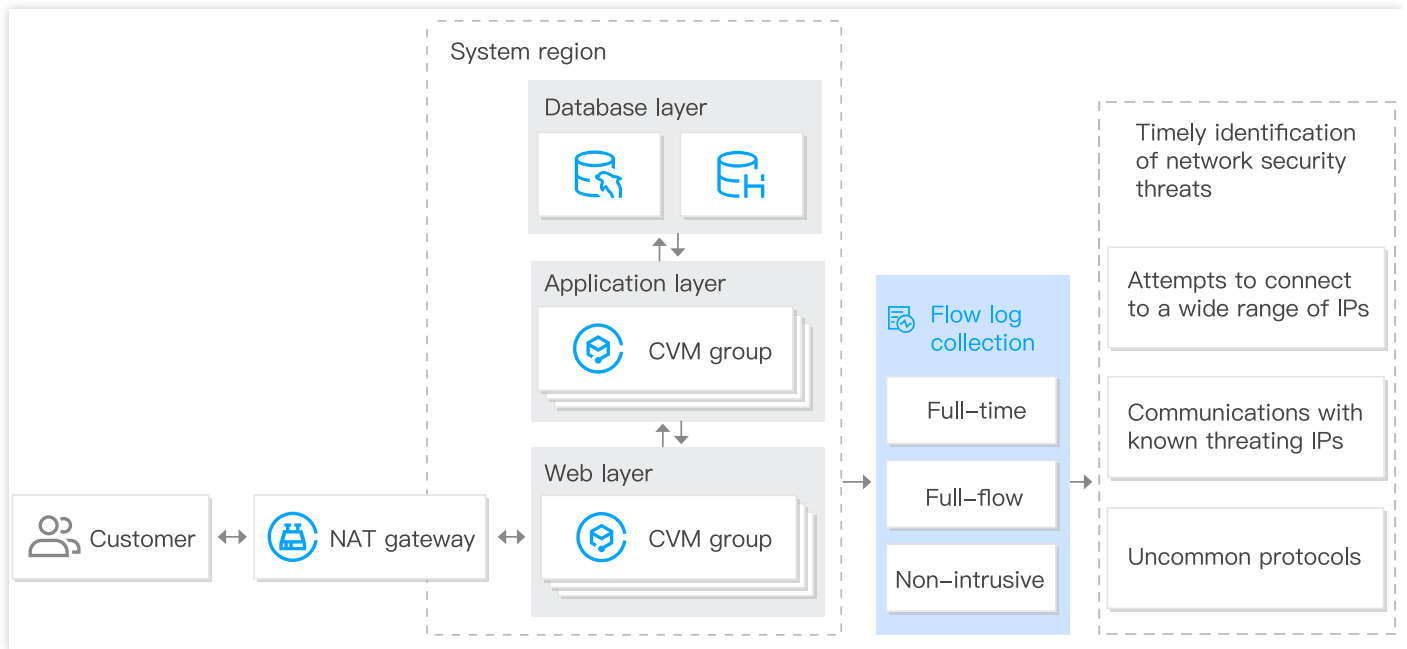 System region
Database layer
Application layer
CVM group
Web layer
CVM group
Customer
NAT gateway
Flow log
collection
Full-time
Full-flow
Non-intrusive
Timely identification
of network security
threats
Attempts to connect
to a wide range of IPs
Communications with
known threating IPs
Uncommon protocols